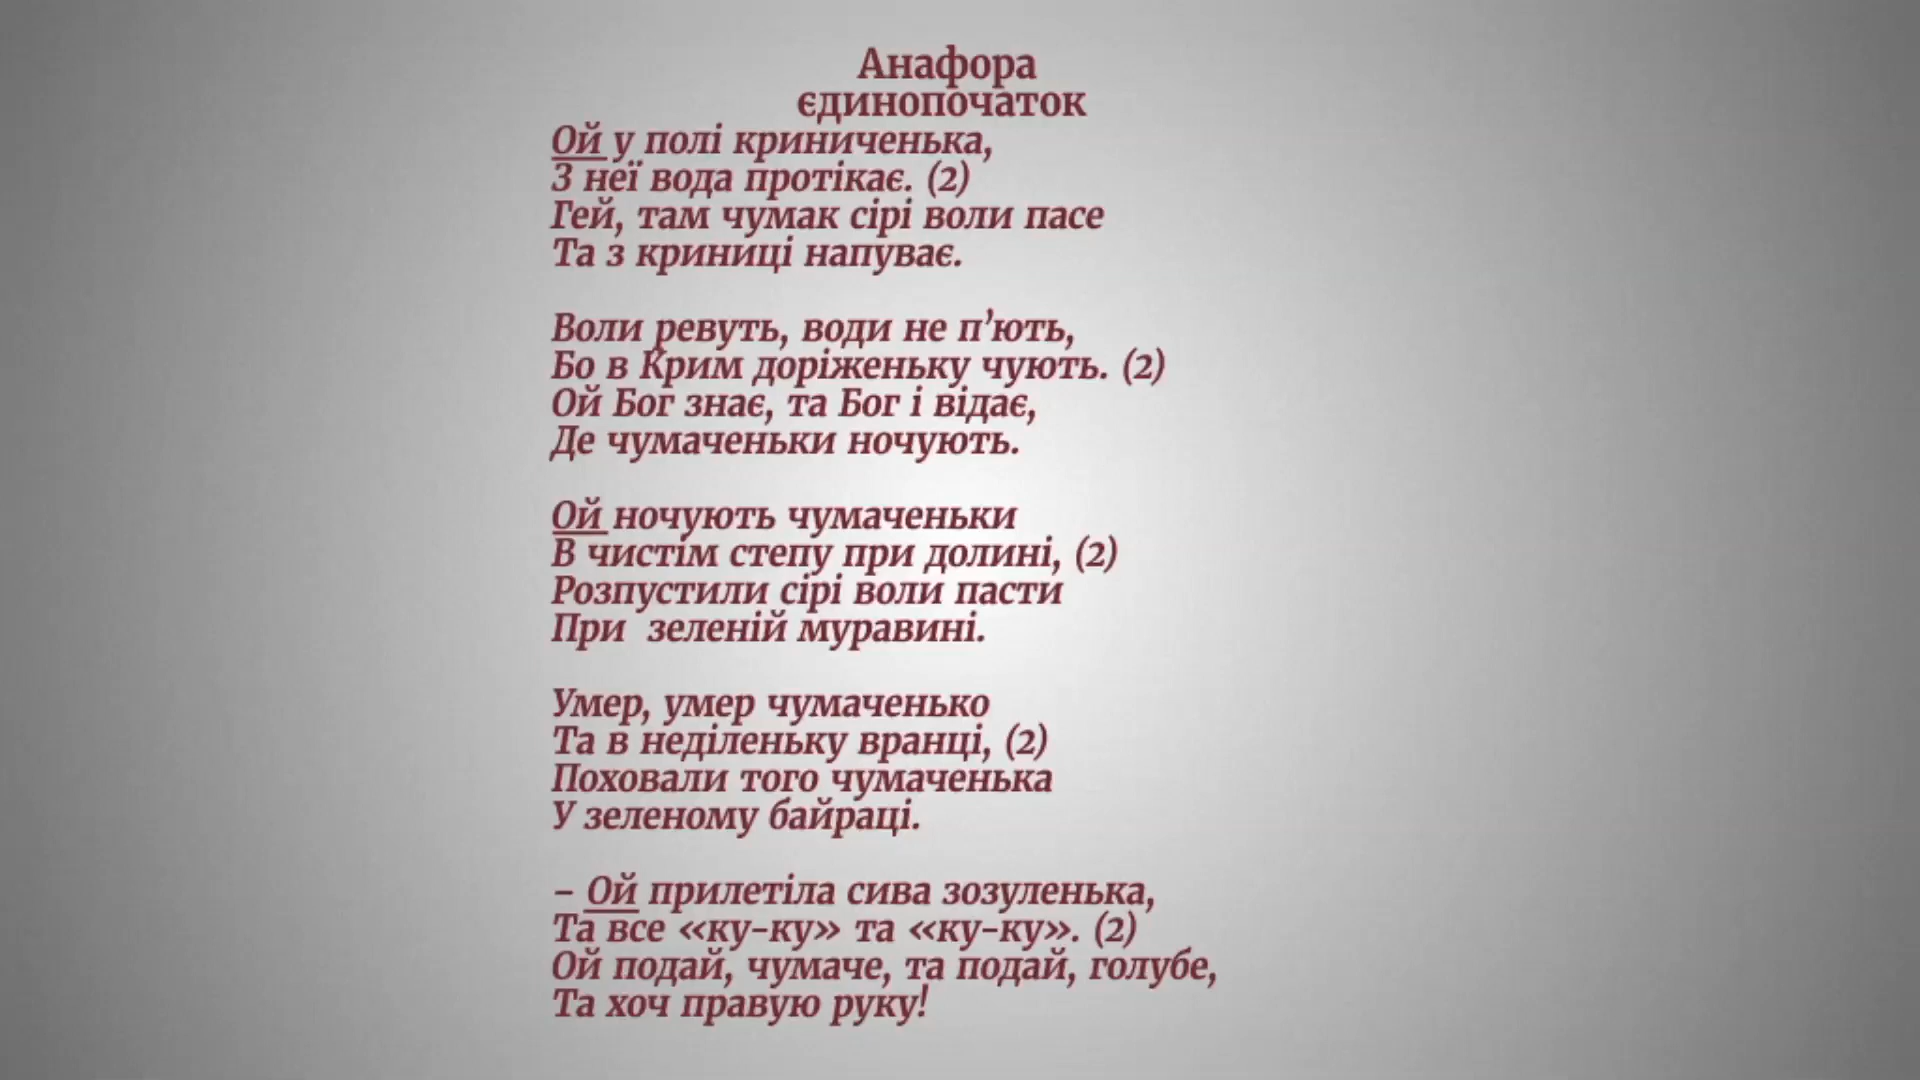 Анафора
єдинопочаток
Ой у полі криниченька,
З неї вода протікає. (2)
Гей, там чумак сірі воли пасе
Та з криниці напуває.
Воли ревуть, води не п’ють,
Бо в Крим доріженьку чують. (2)
Ой Бог знає, та Бог і відає,
Де чумаченьки ночують.
Ой ночують чумаченьки
В чистім степу при долині, (2)
Розпустили сірі воли пасти
При зеленій муравині.
Умер, умер чумаченько
Та в неділеньку вранці, (2)
Поховали того чумаченька
У зеленому байраці.
– Ой прилетіла сива зозуленька,
Та все «ку-ку» та «ку-ку». (2)
Ой подай, чумаче, та подай, голубе,
Та хоч правую руку!